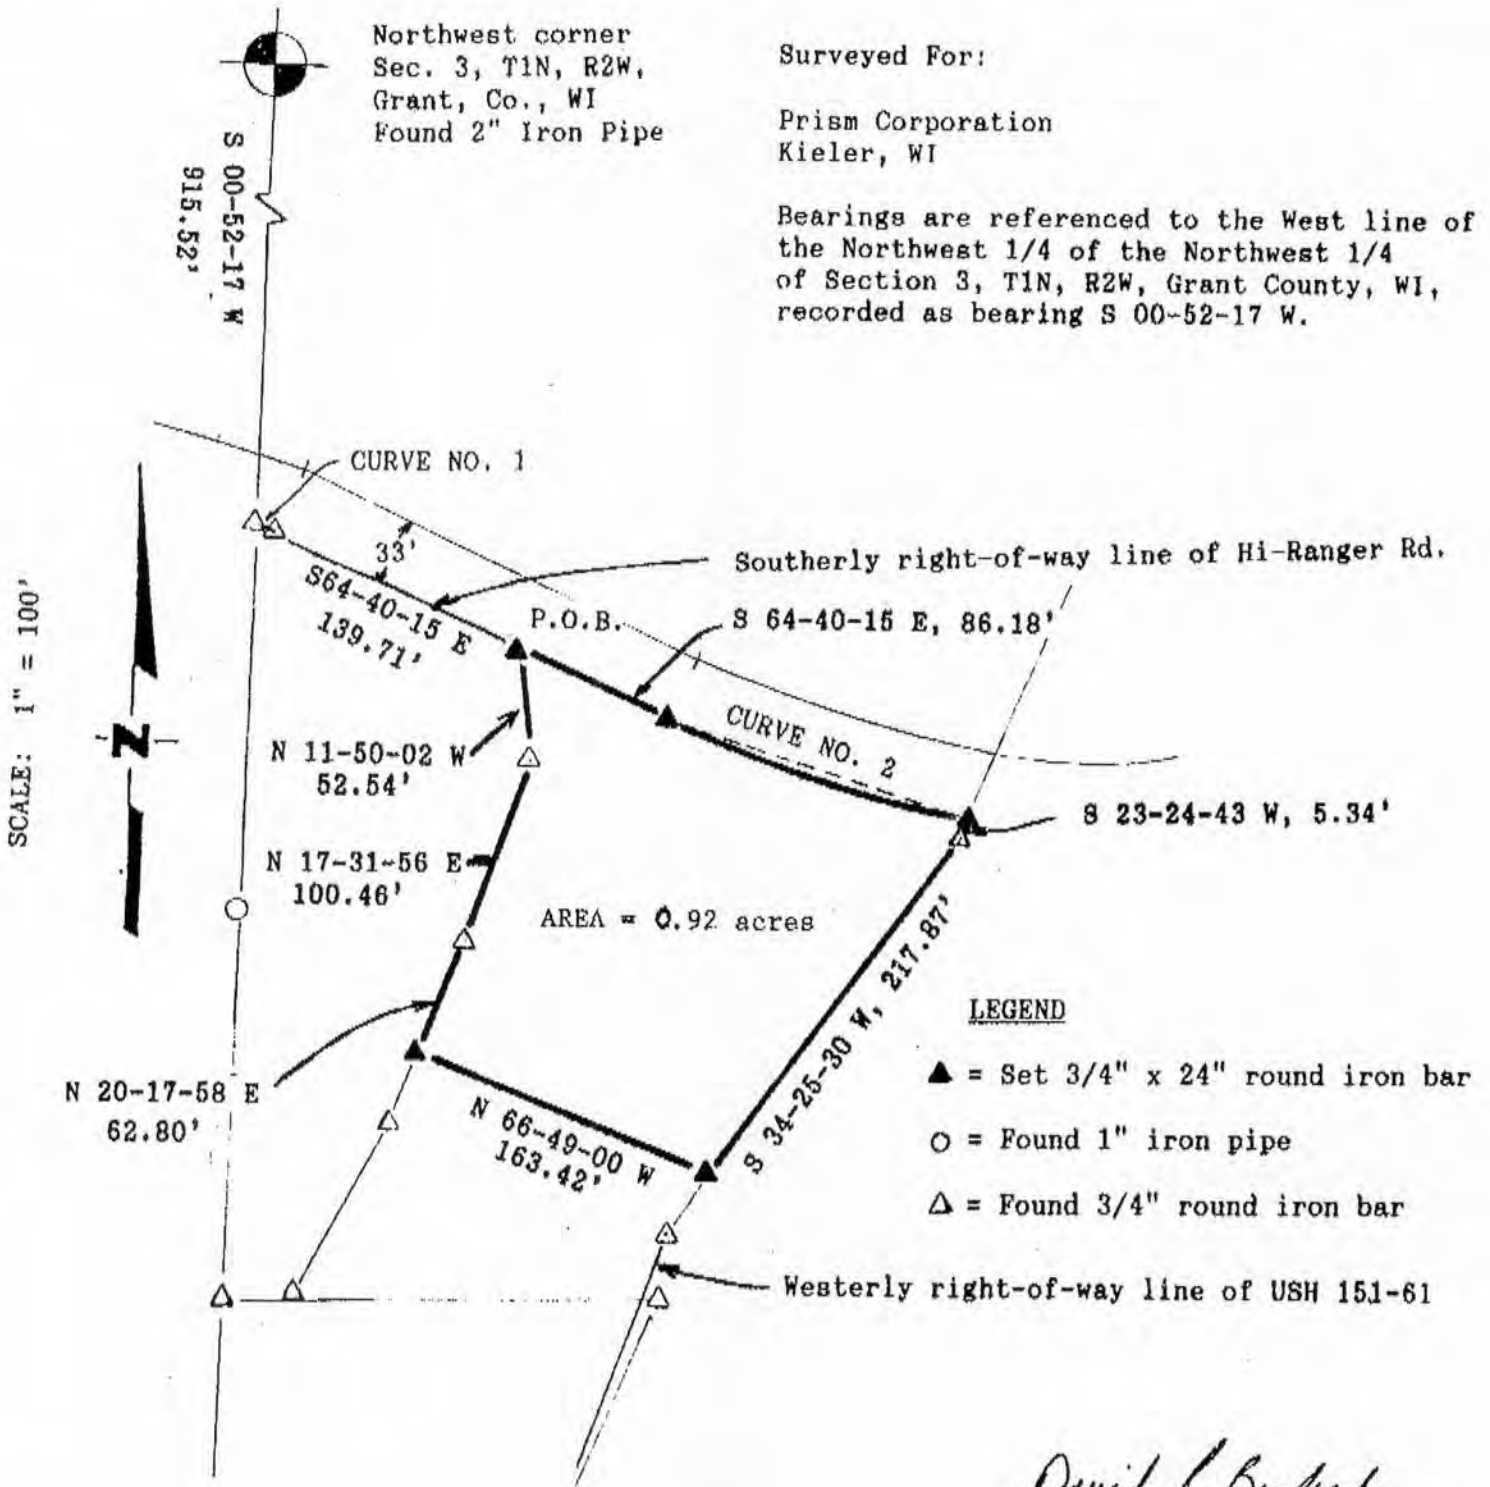 Northwest corner
Sec. 3, T1N, R2W,
Grant, Co., WI
Found 2" Iron Pipe
Surveyed For:
Prism Corporation
Kieler, WI
Bearings are referenced to the West line of
the Northwest 1/4 of the Northwest 1/4
of Section 3, T1N, R2W, Grant County, WI,
recorded as bearing S 00-52-17 W.
S 00-52-17 W
915.52'
CURVE NO. 1
33'
Southerly right-of-way line of Hi-Ranger Rd.
S64-40-15 E
139.71'
P.O.B.
S 64-40-15 E, 86.18'
SCALE: 1" = 100'
N
CURVE NO. 2
N 11-50-02 W
52.54'
S 23-24-43 W, 5.34'
N 17-31-56 E
100.46'
AREA = 0.92 acres
S 34-25-30 W, 217.87'
N 20-17-58 E
62.80'
N 66-49-00 W
163.42'
LEGEND
▲ = Set 3/4" x 24" round iron bar
○ = Found 1" iron pipe
△ = Found 3/4" round iron bar
Westerly right-of-way line of USH 151-61